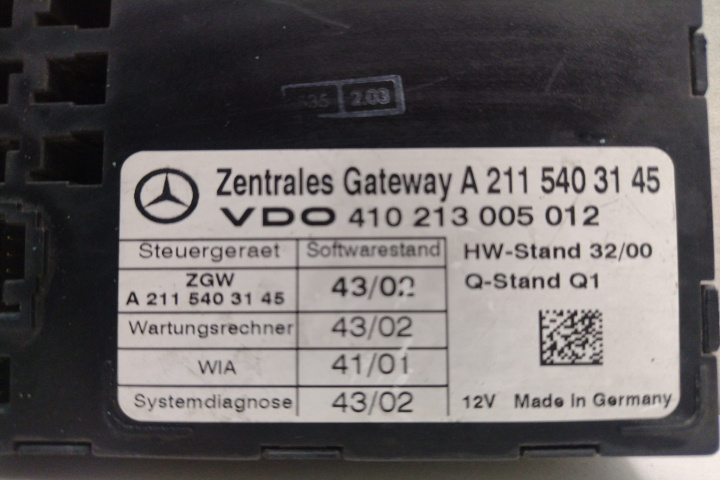 2.03
Zentrales Gateway A 211 540 31 45
VDO 410 213 005 012
Steuergeraet Softwarestand HW-Stand 32/00
ZGW 43/02 Q-Stand Q1
A 211 540 31 45
Wartungsrechner 43/02
WIA 41/01
Systemdiagnose 43/02 12V Made In Germany